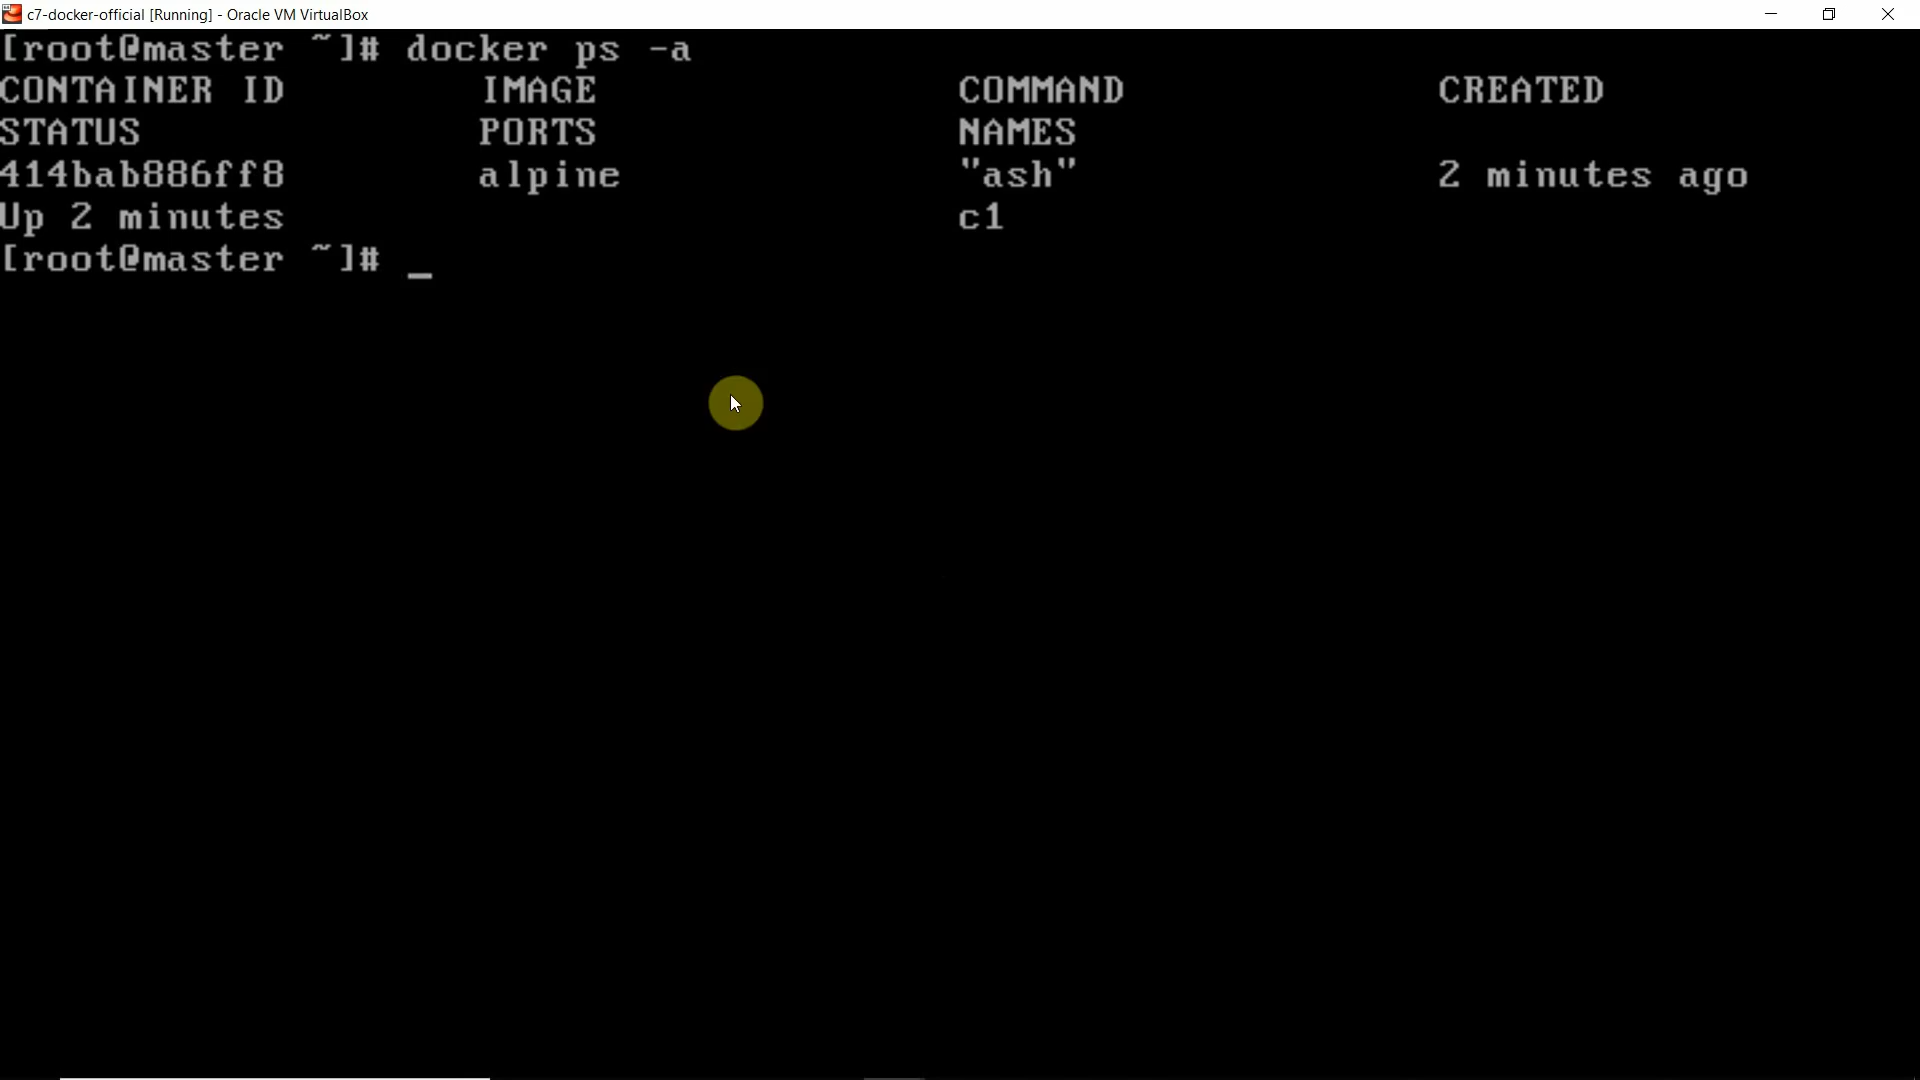 c7-docker-official [Running] - Oracle VM VirtualBox
[root@master ~]# docker ps -a
CONTAINER ID IMAGE COMMAND CREATED
STATUS PORTS NAMES
414bab886ff8 alpine "ash" 2 minutes ago
Up 2 minutes c1
[root@master ~]# _